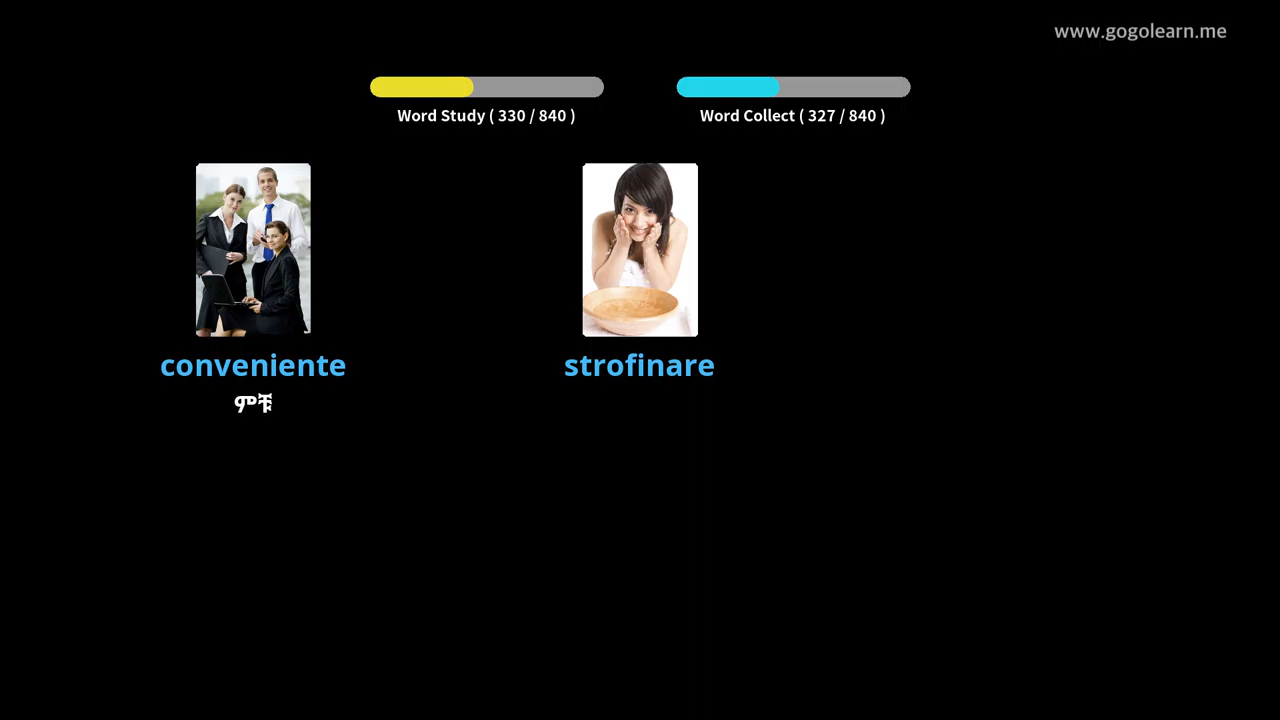 www.gogolearn.me
Word Study ( 330 / 840 )
Word Collect ( 327 / 840 )
conveniente
strofinare
ምቹ